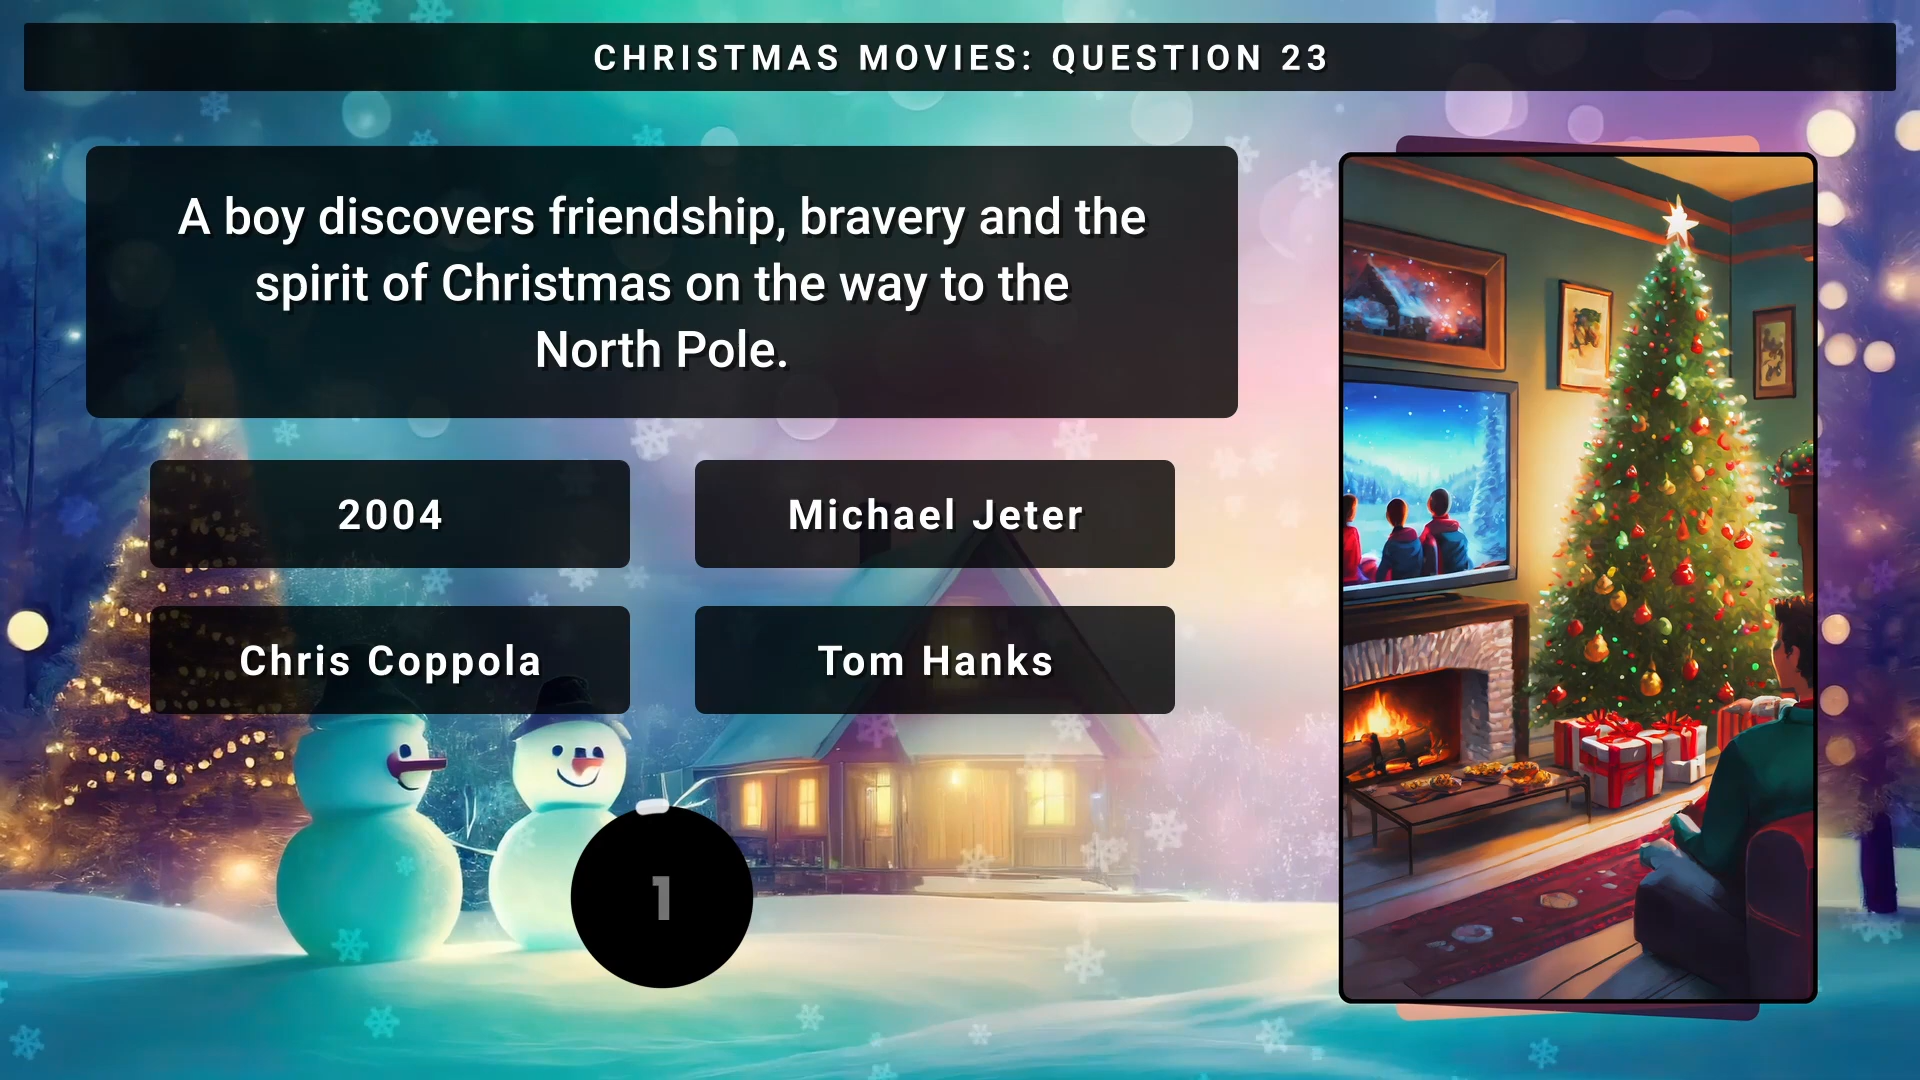 CHRISTMAS MOVIES: QUESTION 23
A boy discovers friendship, bravery and the
spirit of Christmas on the way to the
North Pole.
2004
Michael Jeter
Chris Coppola
Tom Hanks
1